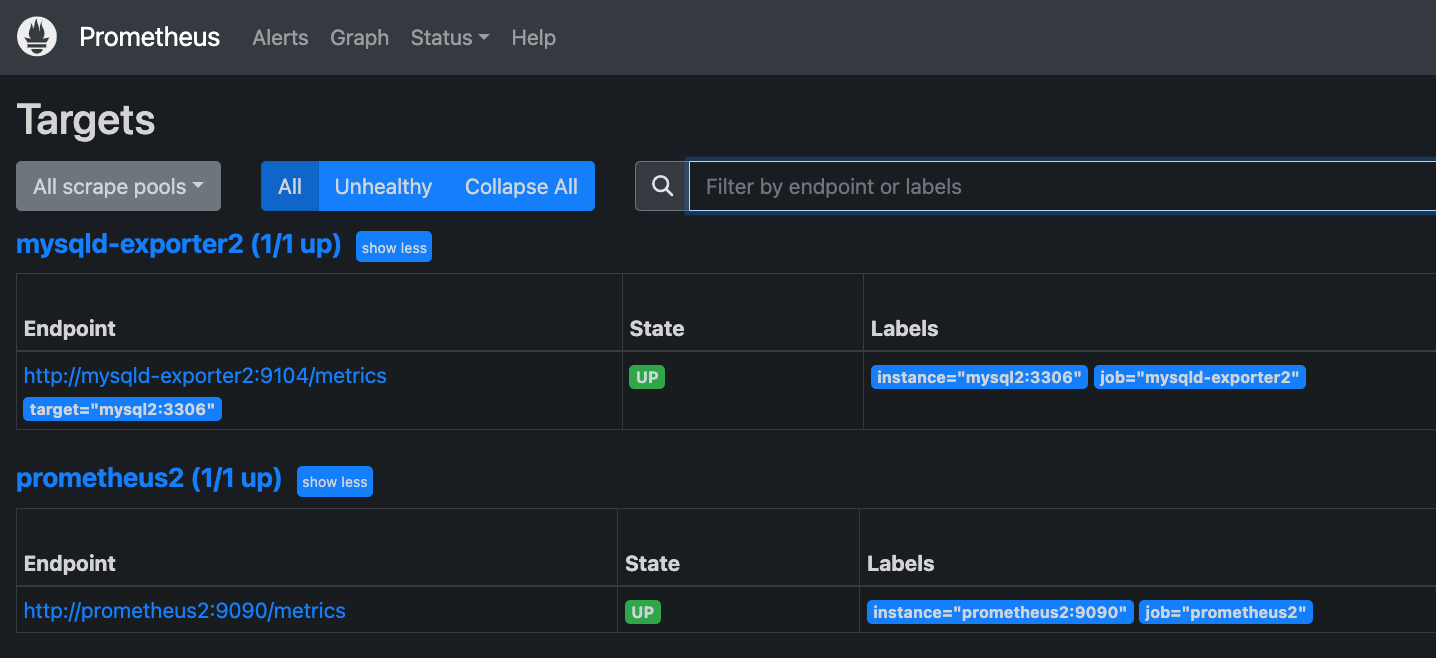 Prometheus Alerts Graph Status Help
Targets
All scrape pools All Unhealthy Collapse All Filter by endpoint or labels
mysqld-exporter2 (1/1 up) show less
Endpoint State Labels
http://mysqld-exporter2:9104/metrics UP instance="mysql2:3306" job="mysqld-exporter2"
target="mysql2:3306"
prometheus2 (1/1 up) show less
Endpoint State Labels
http://prometheus2:9090/metrics UP instance="prometheus2:9090" job="prometheus2"